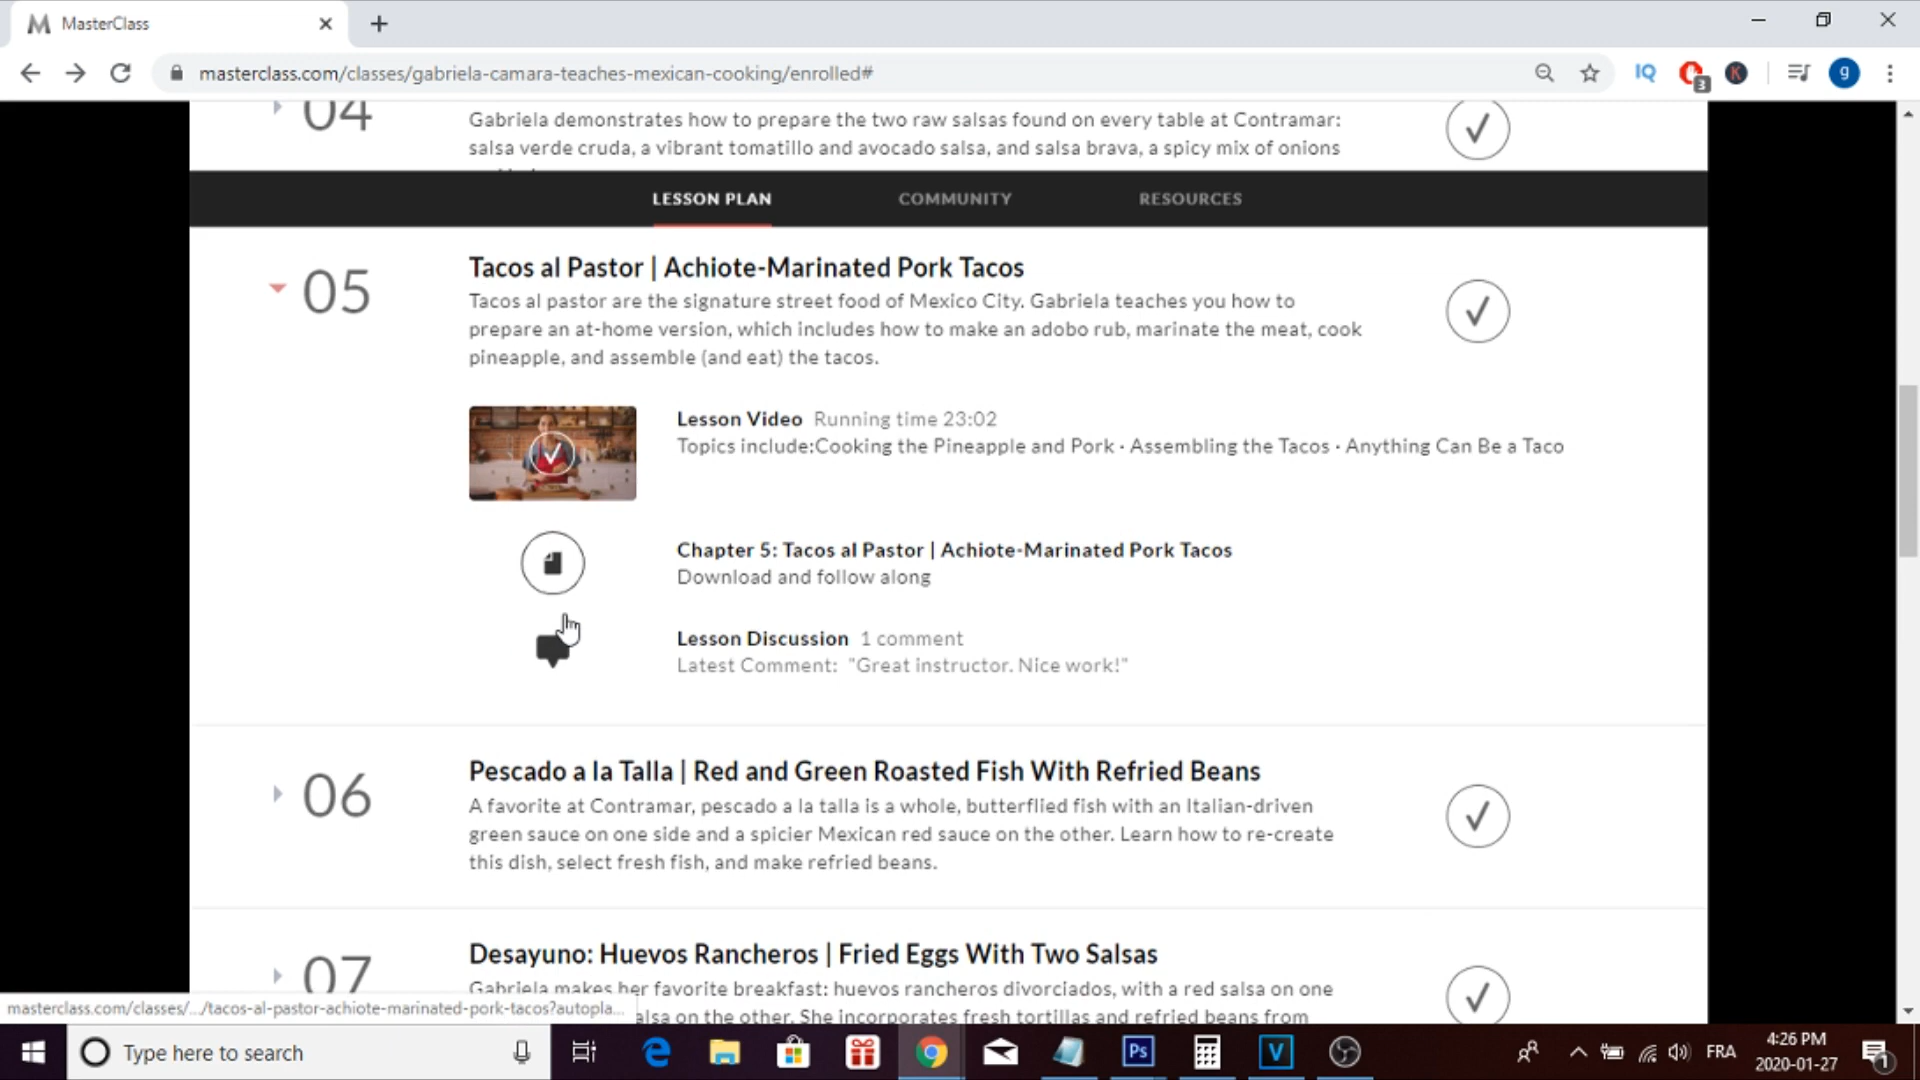 MasterClass
masterclass.com/classes/gabriela-camara-teaches-mexican-cooking/enrolled#
IQ
3
K
g
04
Gabriela demonstrates how to prepare the two raw salsas found on every table at Contramar:
salsa verde cruda, a vibrant tomatillo and avocado salsa, and salsa brava, a spicy mix of onions
LESSON PLAN
COMMUNITY
RESOURCES
05
Tacos al Pastor | Achiote-Marinated Pork Tacos
Tacos al pastor are the signature street food of Mexico City. Gabriela teaches you how to
prepare an at-home version, which includes how to make an adobo rub, marinate the meat, cook
pineapple, and assemble (and eat) the tacos.
Lesson Video Running time 23:02
Topics include:Cooking the Pineapple and Pork · Assembling the Tacos · Anything Can Be a Taco
Chapter 5: Tacos al Pastor | Achiote-Marinated Pork Tacos
Download and follow along
Lesson Discussion 1 comment
Latest Comment: "Great instructor. Nice work!"
06
Pescado a la Talla | Red and Green Roasted Fish With Refried Beans
A favorite at Contramar, pescado a la talla is a whole, butterflied fish with an Italian-driven
green sauce on one side and a spicier Mexican red sauce on the other. Learn how to re-create
this dish, select fresh fish, and make refried beans.
07
Desayuno: Huevos Rancheros | Fried Eggs With Two Salsas
Gabriela makes her favorite breakfast: huevos rancheros divorciados, with a red salsa on one
alsa on the other. She incorporates fresh tortillas and refried beans from
masterclass.com/classes/.../tacos-al-pastor-achiote-marinated-pork-tacos?autopla...
Type here to search
Ps
V
FRA
4:26 PM
2020-01-27
1